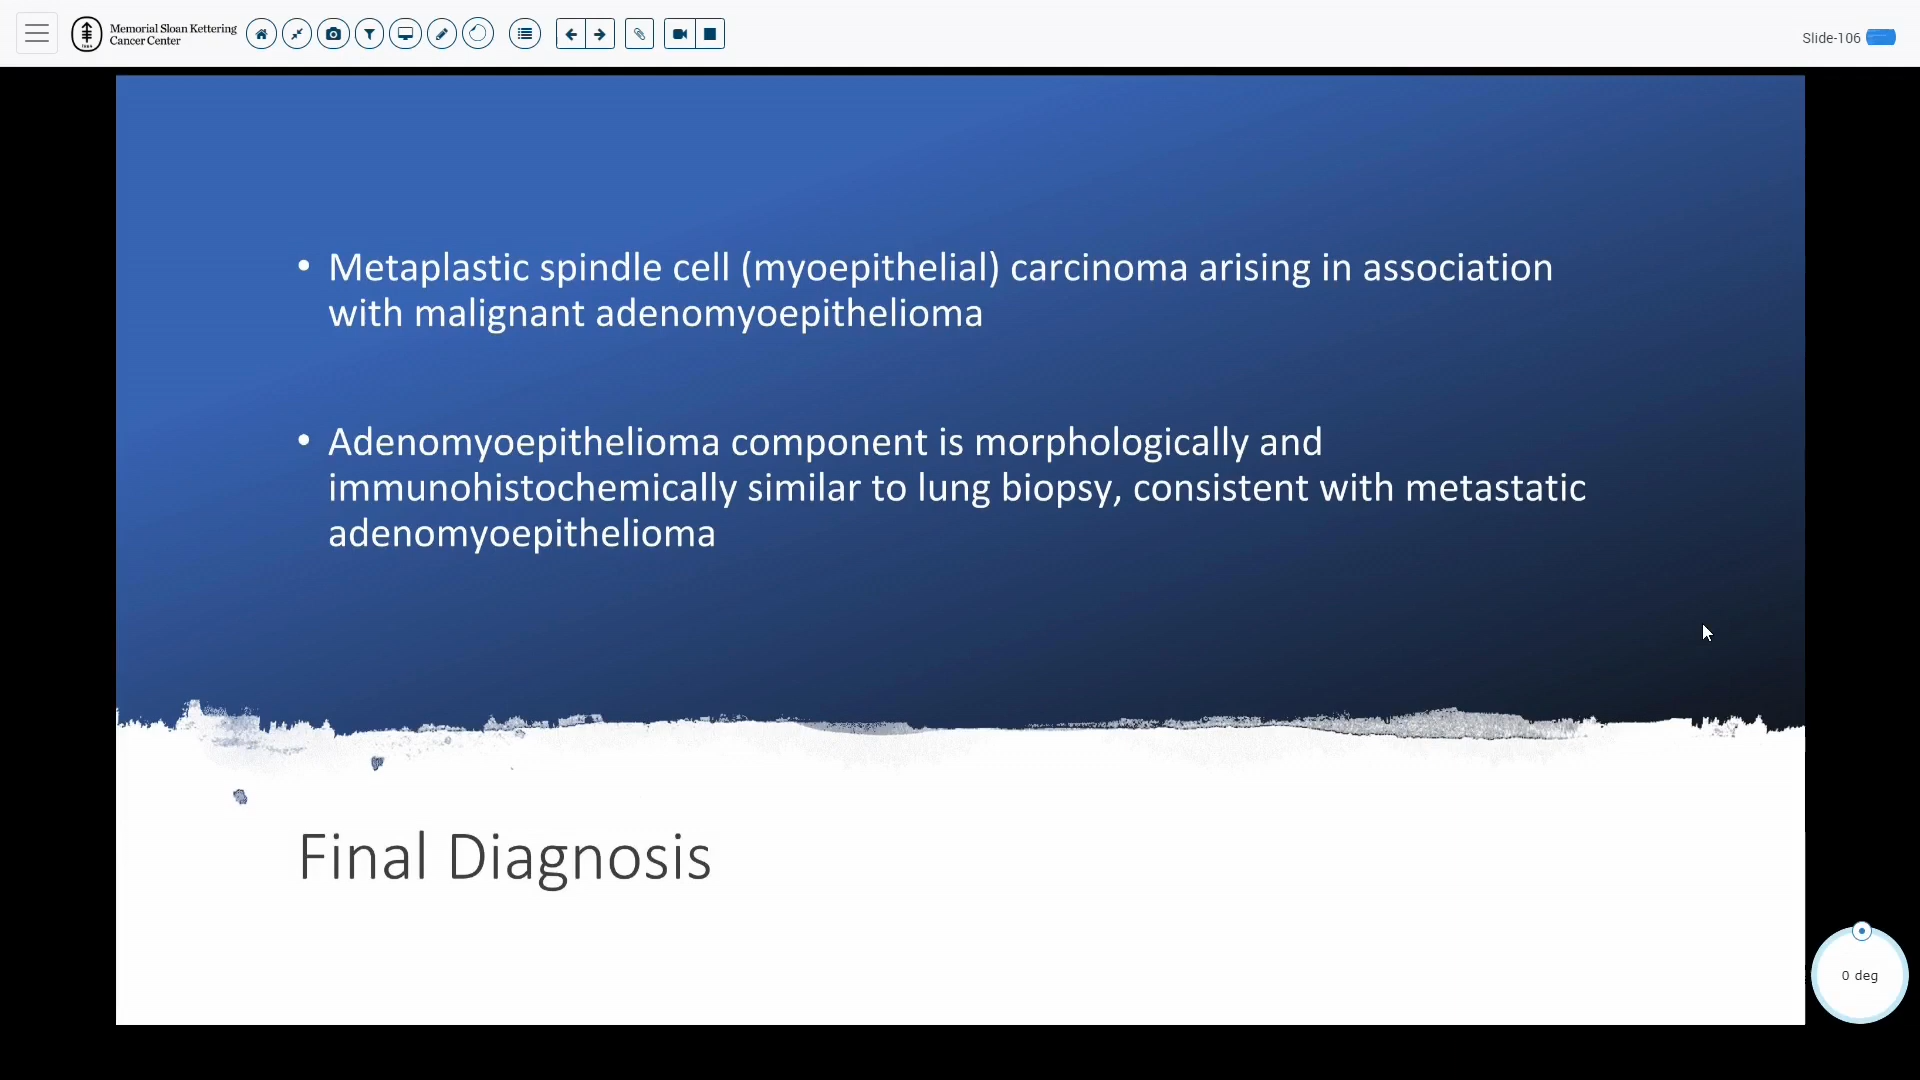 Memorial Sloan Kettering
Cancer Center
Slide-106
• Metaplastic spindle cell (myoepithelial) carcinoma arising in association
with malignant adenomyoepithelioma
• Adenomyoepithelioma component is morphologically and
immunohistochemically similar to lung biopsy, consistent with metastatic
adenomyoepithelioma
Final Diagnosis
0 deg